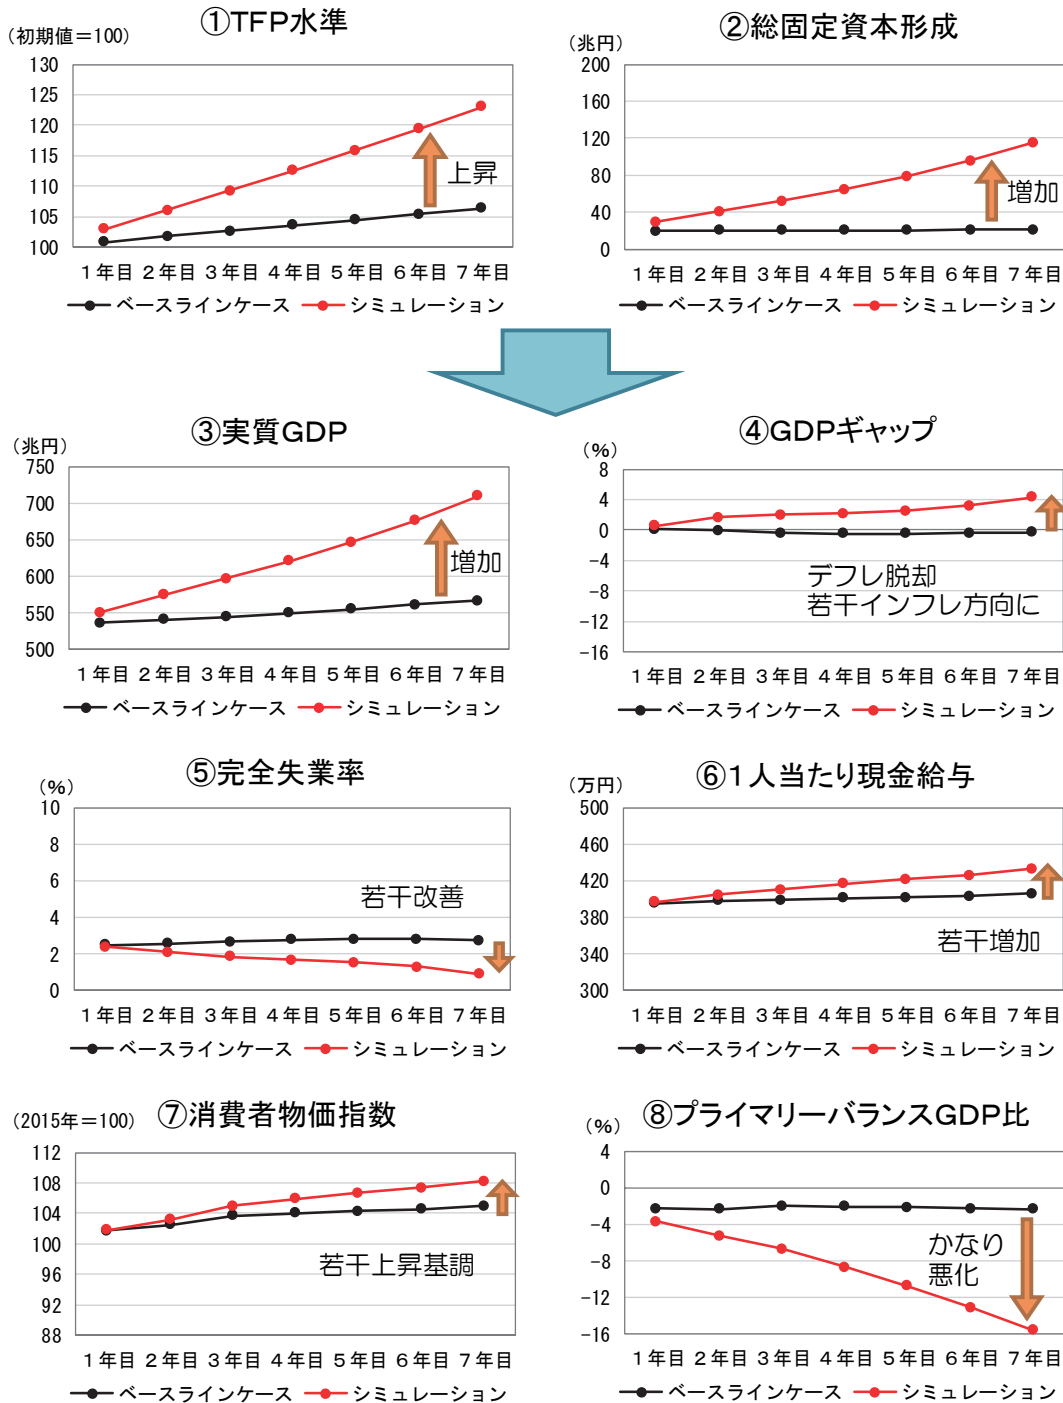 ①TFP水準
（初期値＝100）
130
125
120
115
110
105
100
上昇
1年目 2年目 3年目 4年目 5年目 6年目 7年目
ベースラインケース シミュレーション
②総固定資本形成
（兆円）
200
160
120
80
40
0
増加
1年目 2年目 3年目 4年目 5年目 6年目 7年目
ベースラインケース シミュレーション
③実質GDP
（兆円）
750
700
650
600
550
500
増加
1年目 2年目 3年目 4年目 5年目 6年目 7年目
ベースラインケース シミュレーション
④GDPギャップ
（%）
8
4
0
−4
−8
−12
−16
デフレ脱却
若干インフレ方向に
1年目 2年目 3年目 4年目 5年目 6年目 7年目
ベースラインケース シミュレーション
⑤完全失業率
（%）
10
8
6
4
2
0
若干改善
1年目 2年目 3年目 4年目 5年目 6年目 7年目
ベースラインケース シミュレーション
⑥1人当たり現金給与
（万円）
500
460
420
380
340
300
若干増加
1年目 2年目 3年目 4年目 5年目 6年目 7年目
ベースラインケース シミュレーション
（2015年＝100） ⑦消費者物価指数
112
108
104
100
96
92
88
若干上昇基調
1年目 2年目 3年目 4年目 5年目 6年目 7年目
ベースラインケース シミュレーション
（%） ⑧プライマリーバランスGDP比
4
0
−4
−8
−12
−16
かなり
悪化
1年目 2年目 3年目 4年目 5年目 6年目 7年目
ベースラインケース シミュレーション